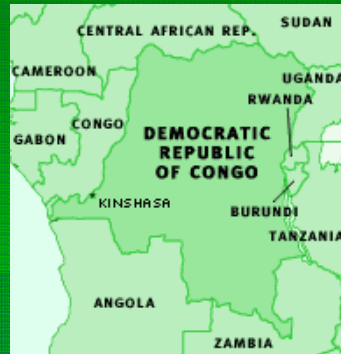 SUDAN
CENTRAL AFRICAN REP.
CAMEROON
UGANDA
RWANDA
CONGO
DEMOCRATIC
REPUBLIC
OF CONGO
GABON
KINSHASA
BURUNDI
TANZANIA
ANGOLA
ZAMBIA